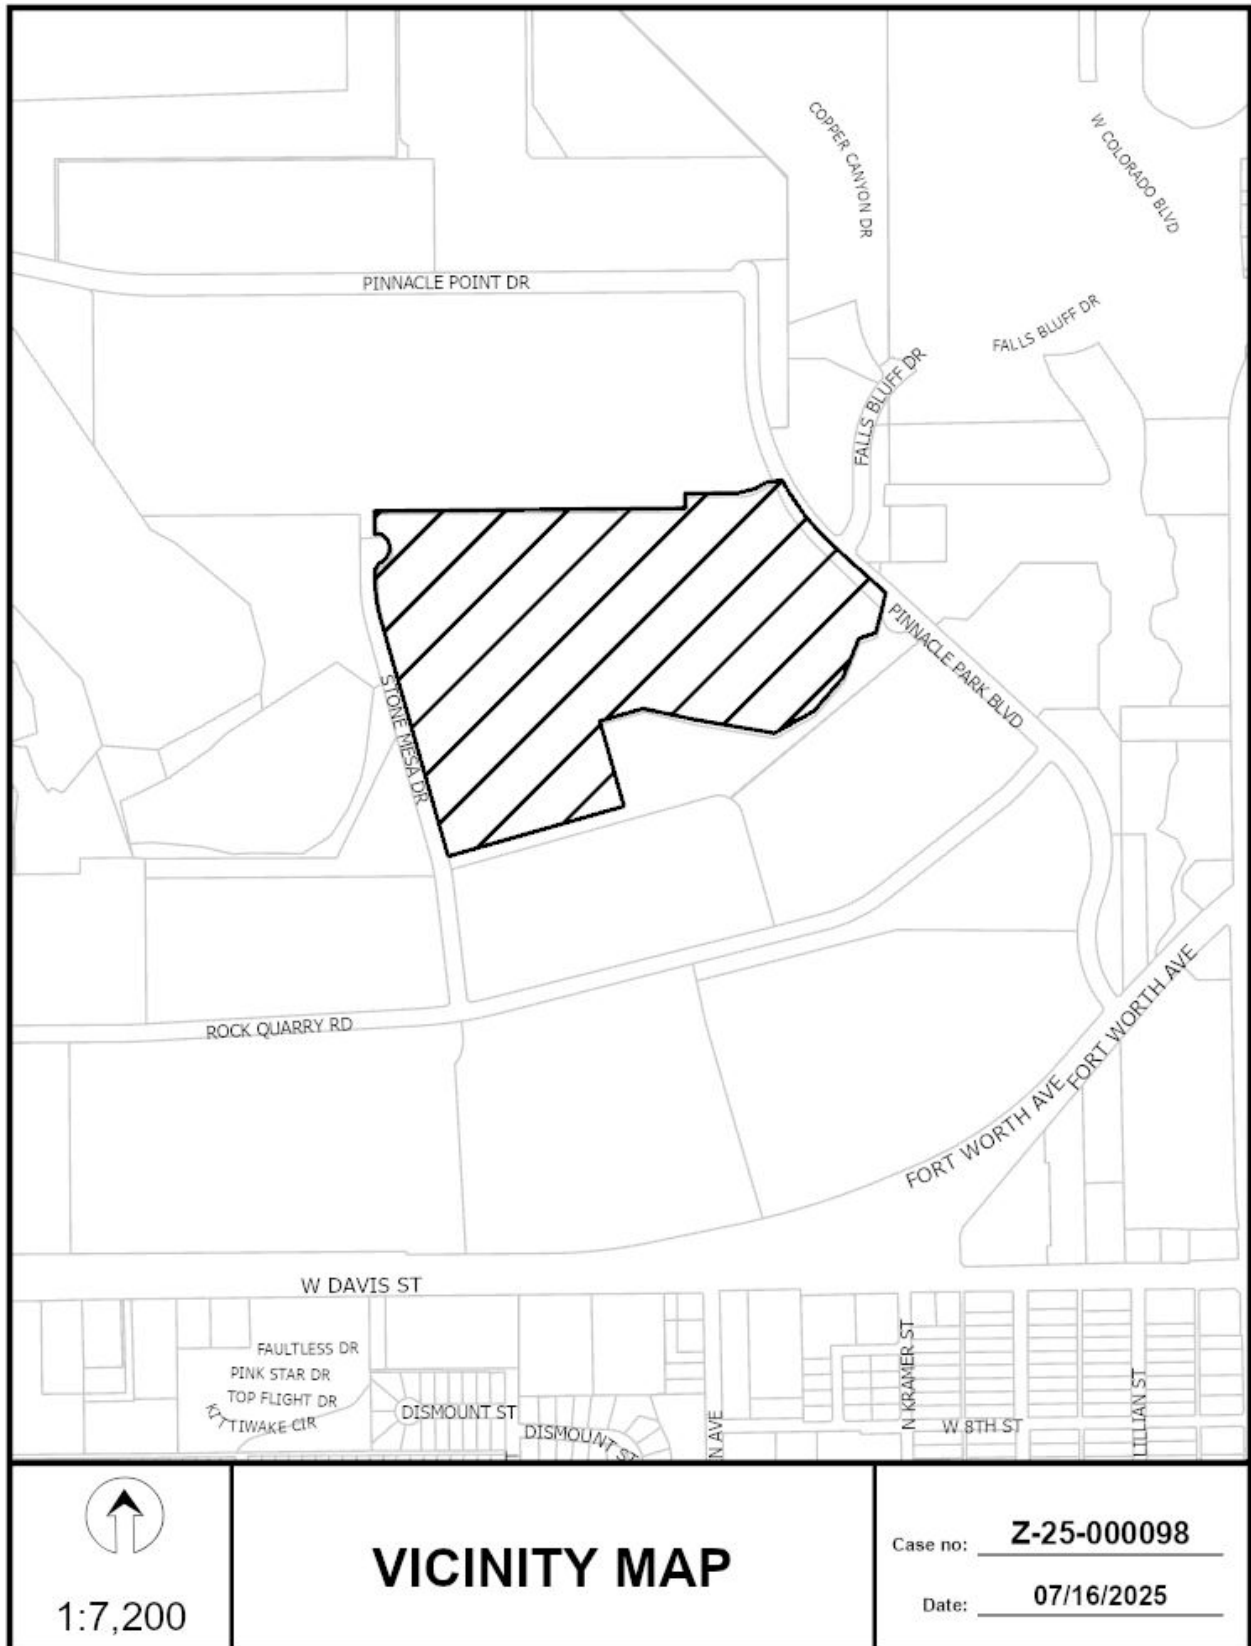 COPPER CANYON DR
W COLORADO BLVD
PINNACLE POINT DR
FALLS BLUFF DR
FALLS BLUFF DR
PINNACLE PARK BLVD
STONE MESA DR
ROCK QUARRY RD
FORT WORTH AVE
FORT WORTH AVE
W DAVIS ST
FAULTLESS DR
PINK STAR DR
TOP FLIGHT DR
KITTIWAKE CIR
DISMOUNT ST
DISMOUNT ST
N AVE
N KRAMER ST
W 8TH ST
LILLIAN ST
1:7,200
VICINITY MAP
Case no: Z-25-000098
Date: 07/16/2025